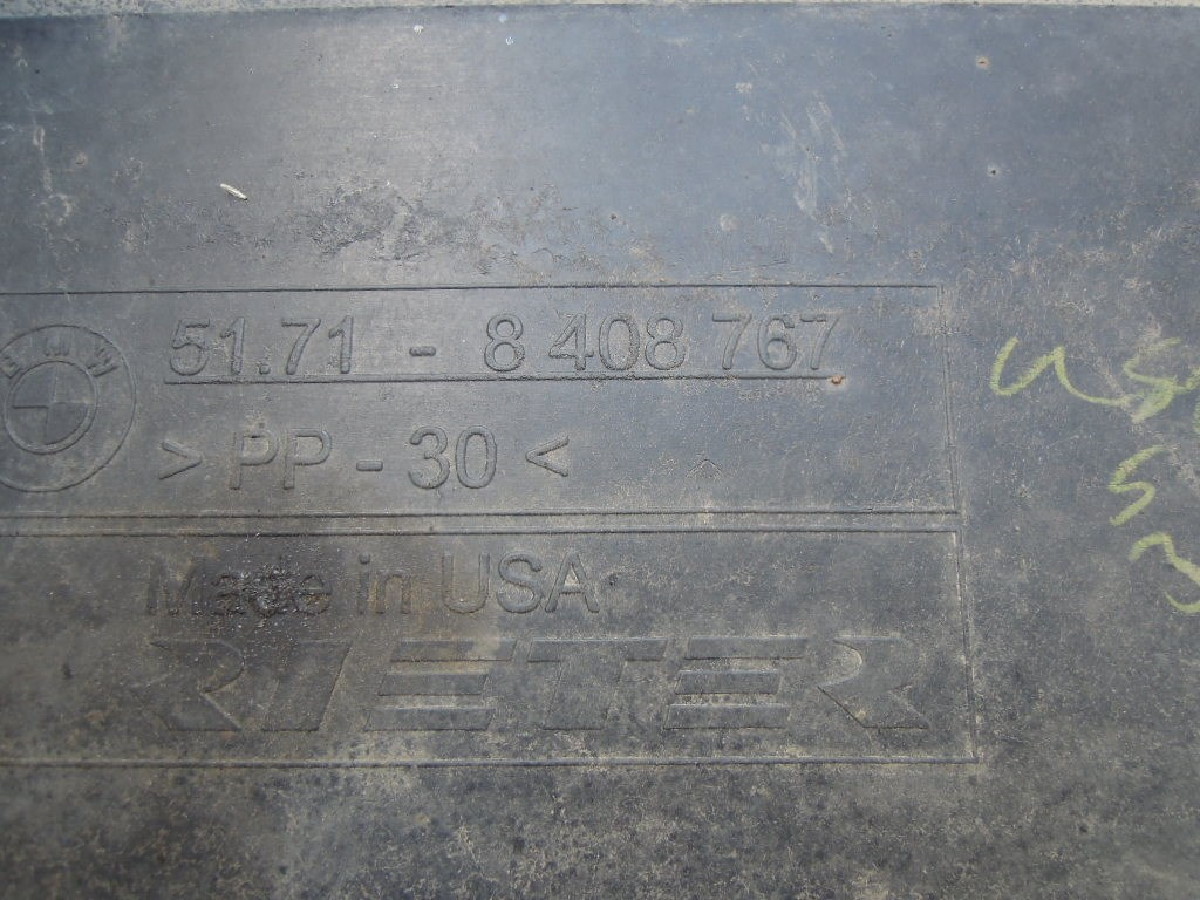 BMW
51.71 - 8 408 767
> PP - 30 <
Made in USA
RIETER